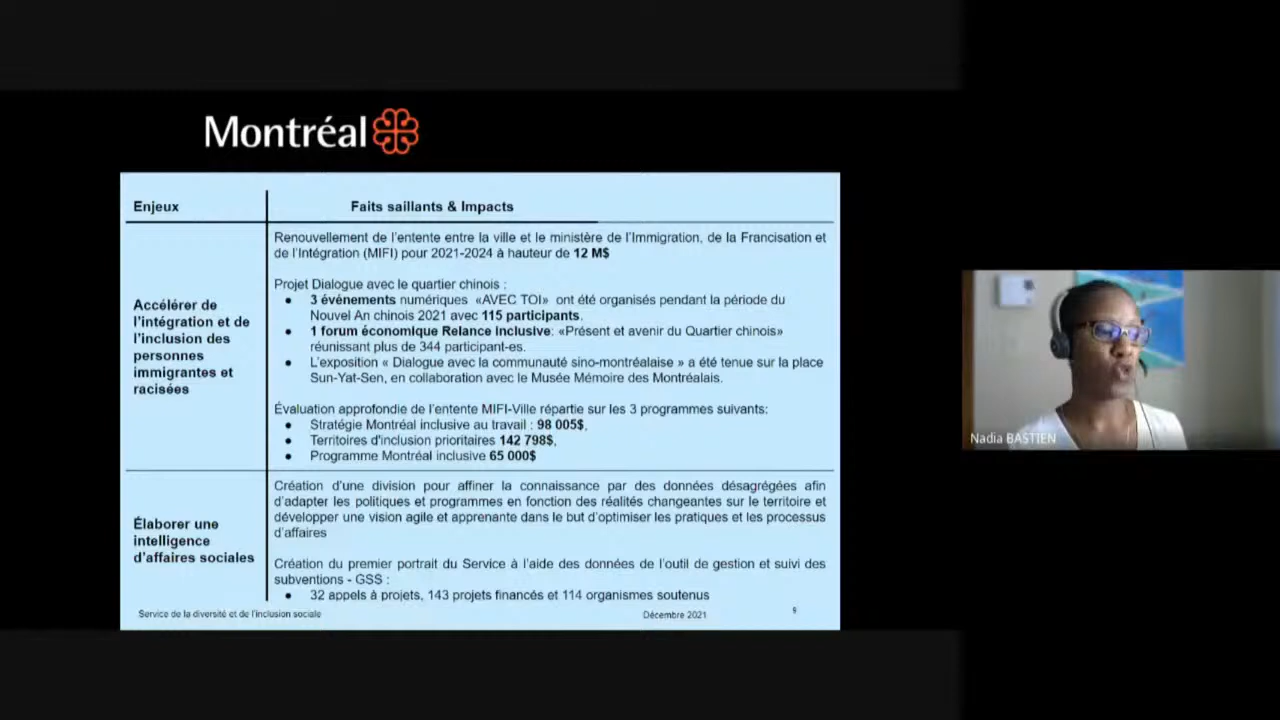 Montréal
Enjeux
Faits saillants & Impacts
Accélérer de
l'intégration et de
l'inclusion des
personnes
immigrantes et
racisées
Renouvellement de l'entente entre la ville et le ministère de l'Immigration, de la Francisation et
de l'Intégration (MIFI) pour 2021-2024 à hauteur de 12 M$
Projet Dialogue avec le quartier chinois :
● 3 événements numériques «AVEC TOI» ont été organisés pendant la période du
Nouvel An chinois 2021 avec 115 participants.
● 1 forum économique Relance inclusive: «Présent et avenir du Quartier chinois»
réunissant plus de 344 participant-es.
● L'exposition « Dialogue avec la communauté sino-montréalaise » a été tenue sur la place
Sun-Yat-Sen, en collaboration avec le Musée Mémoire des Montréalais.
Évaluation approfondie de l'entente MIFI-Ville répartie sur les 3 programmes suivants:
● Stratégie Montréal inclusive au travail : 98 005$,
● Territoires d'inclusion prioritaires 142 798$,
● Programme Montréal inclusive 65 000$
Élaborer une
intelligence
d'affaires sociales
Création d'une division pour affiner la connaissance par des données désagrégées afin
d'adapter les politiques et programmes en fonction des réalités changeantes sur le territoire et
développer une vision agile et apprenante dans le but d'optimiser les pratiques et les processus
d'affaires
Création du premier portrait du Service à l'aide des données de l'outil de gestion et suivi des
subventions - GSS :
● 32 appels à projets, 143 projets financés et 114 organismes soutenus
Service de la diversité et de l'inclusion sociale
Décembre 2021
9
Nadia BASTIEN